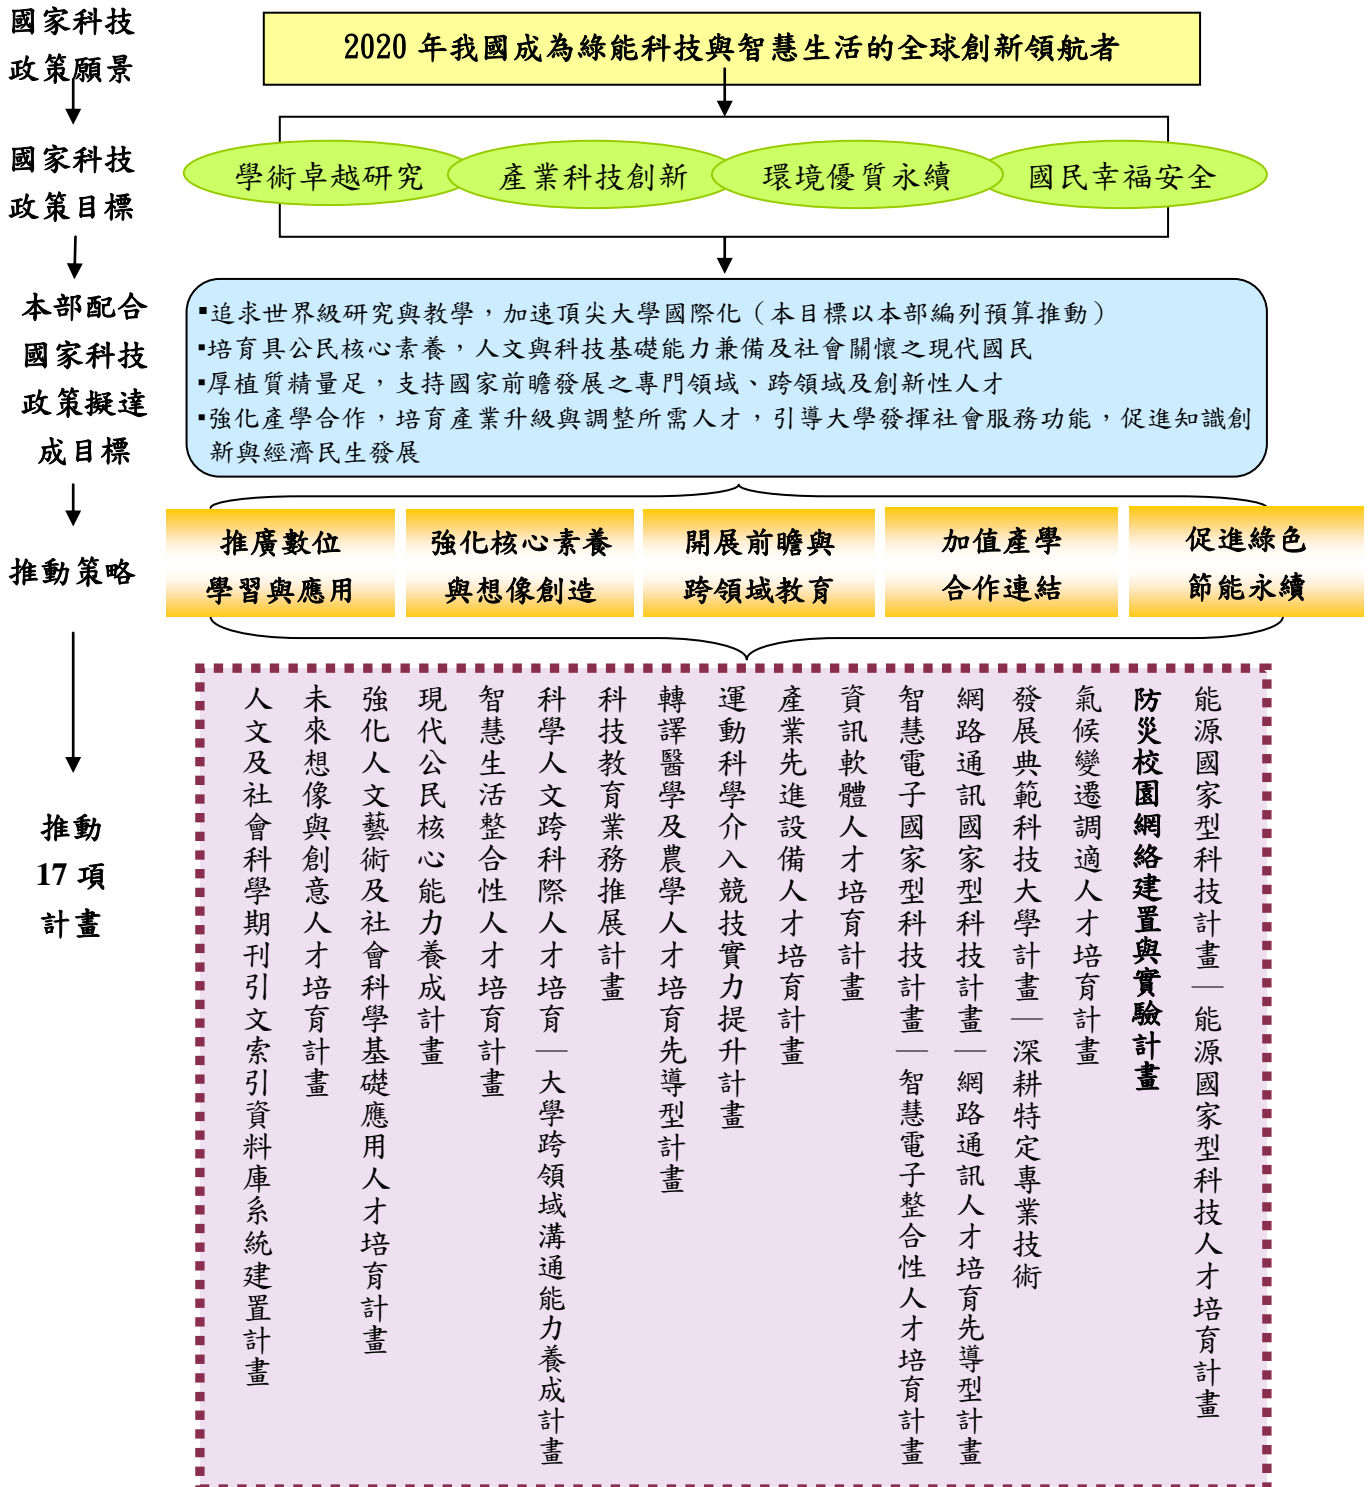 國家科技
政策願景
2020 年我國成為綠能科技與智慧生活的全球創新領航者
國家科技
政策目標
學術卓越研究
產業科技創新
環境優質永續
國民幸福安全
本部配合
國家科技
政策擬達
成目標
▪追求世界級研究與教學，加速頂尖大學國際化（本目標以本部編列預算推動）
▪培育具公民核心素養，人文與科技基礎能力兼備及社會關懷之現代國民
▪厚植質精量足，支持國家前瞻發展之專門領域、跨領域及創新性人才
▪強化產學合作，培育產業升級與調整所需人才，引導大學發揮社會服務功能，促進知識創
新與經濟民生發展
推動策略
推廣數位
學習與應用
強化核心素養
與想像創造
開展前瞻與
跨領域教育
加值產學
合作連結
促進綠色
節能永續
推動
17 項
計畫
人文及社會科學期刊引文索引資料庫系統建置計畫
未來想像與創意人才培育計畫
強化人文藝術及社會科學基礎應用人才培育計畫
現代公民核心能力養成計畫
智慧生活整合性人才培育計畫
科學人文跨科際人才培育—大學跨領域溝通能力養成計畫
科技教育業務推展計畫
轉譯醫學及農學人才培育先導型計畫
運動科學介入競技實力提升計畫
產業先進設備人才培育計畫
資訊軟體人才培育計畫
智慧電子國家型科技計畫—智慧電子整合性人才培育計畫
網路通訊國家型科技計畫—網路通訊人才培育先導型計畫
發展典範科技大學計畫—深耕特定專業技術
氣候變遷調適人才培育計畫
防災校園網絡建置與實驗計畫
能源國家型科技計畫—能源國家型科技人才培育計畫